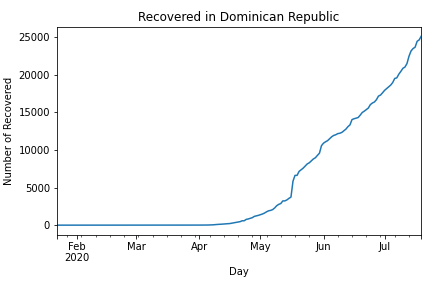 Recovered in Dominican Republic
Number of Recovered
25000
20000
15000
10000
5000
0
Feb Mar Apr May Jun Jul
2020
Day